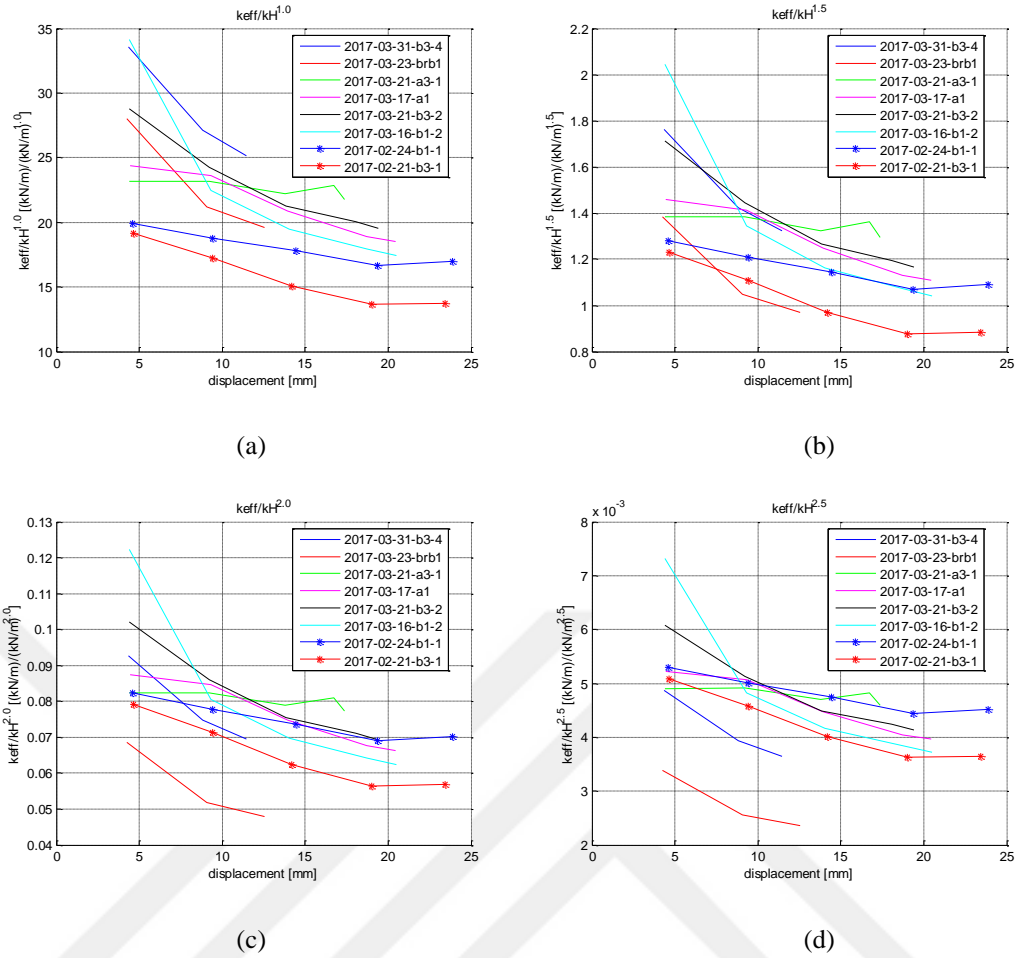 keff/kH^1.0
35
30
25
20
15
10
0 5 10 15 20 25
keff/kH^1.0 [(kN/m)/(kN/m)^1.0]
displacement [mm]
2017-03-31-b3-4
2017-03-23-brb1
2017-03-21-a3-1
2017-03-17-a1
2017-03-21-b3-2
2017-03-16-b1-2
2017-02-24-b1-1
2017-02-21-b3-1
(a)
keff/kH^1.5
2.2
2
1.8
1.6
1.4
1.2
1
0.8
0 5 10 15 20 25
keff/kH^1.5 [(kN/m)/(kN/m)^1.5]
displacement [mm]
2017-03-31-b3-4
2017-03-23-brb1
2017-03-21-a3-1
2017-03-17-a1
2017-03-21-b3-2
2017-03-16-b1-2
2017-02-24-b1-1
2017-02-21-b3-1
(b)
keff/kH^2.0
0.13
0.12
0.11
0.1
0.09
0.08
0.07
0.06
0.05
0.04
0 5 10 15 20 25
keff/kH^2.0 [(kN/m)/(kN/m)^2.0]
displacement [mm]
2017-03-31-b3-4
2017-03-23-brb1
2017-03-21-a3-1
2017-03-17-a1
2017-03-21-b3-2
2017-03-16-b1-2
2017-02-24-b1-1
2017-02-21-b3-1
(c)
keff/kH^2.5
x 10^-3
8
7
6
5
4
3
2
0 5 10 15 20 25
keff/kH^2.5 [(kN/m)/(kN/m)^2.5]
displacement [mm]
2017-03-31-b3-4
2017-03-23-brb1
2017-03-21-a3-1
2017-03-17-a1
2017-03-21-b3-2
2017-03-16-b1-2
2017-02-24-b1-1
2017-02-21-b3-1
(d)